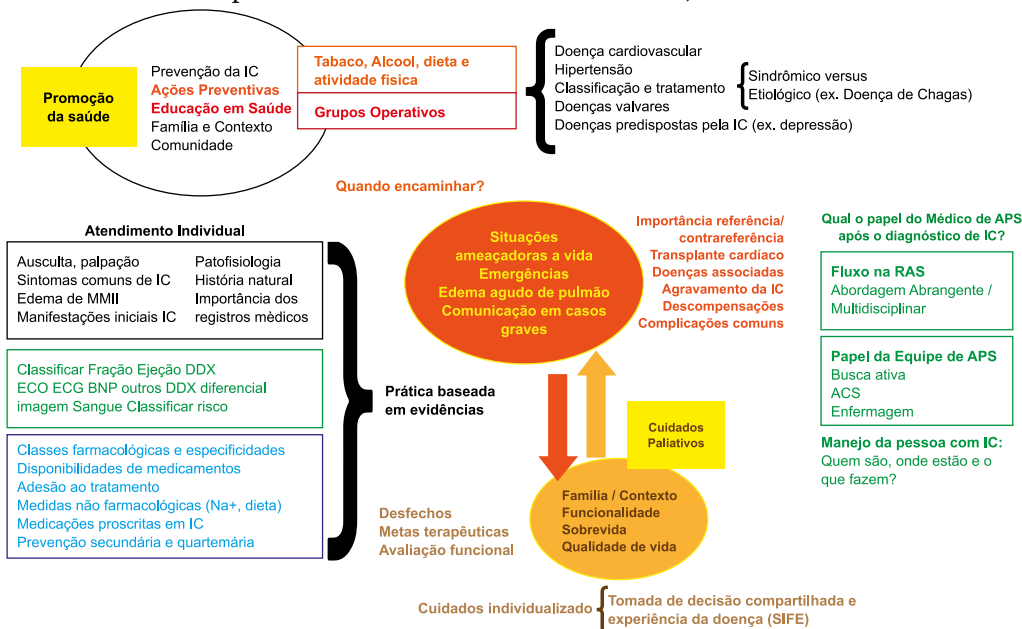 Promoção
da saúde
Prevenção da IC
Ações Preventivas
Educação em Saúde
Família e Contexto
Comunidade
Tabaco, Alcool, dieta e
atividade fisica
Grupos Operativos
Doença cardiovascular
Hipertensão
Classificação e tratamento
Doenças valvares
Doenças predispostas pela IC (ex. depressão)
Sindrômico versus
Etiológico (ex. Doença de Chagas)
Quando encaminhar?
Situações
ameaçadoras a vida
Emergências
Edema agudo de pulmão
Comunicação em casos
graves
Importância referência/
contrareferência
Transplante cardíaco
Doenças associadas
Agravamento da IC
Descompensações
Complicações comuns
Qual o papel do Médico de APS
após o diagnóstico de IC?
Fluxo na RAS
Abordagem Abrangente /
Multidisciplinar
Papel da Equipe de APS
Busca ativa
ACS
Enfermagem
Manejo da pessoa com IC:
Quem são, onde estão e o
que fazem?
Atendimento Individual
Ausculta, palpação
Sintomas comuns de IC
Edema de MMII
Manifestações iniciais IC
Patofisiologia
História natural
Importância dos
registros mèdicos
Classificar Fração Ejeção DDX
ECO ECG BNP outros DDX diferencial
imagem Sangue Classificar risco
Classes farmacológicas e especificidades
Disponibilidades de medicamentos
Adesão ao tratamento
Medidas não farmacológicas (Na+, dieta)
Medicações proscritas em IC
Prevenção secundária e quartemária
Prática baseada
em evidências
Cuidados
Paliativos
Familia / Contexto
Funcionalidade
Sobrevida
Qualidade de vida
Desfechos
Metas terapêuticas
Avaliação funcional
Cuidados individualizado
Tomada de decisão compartilhada e
experiência da doença (SIFE)